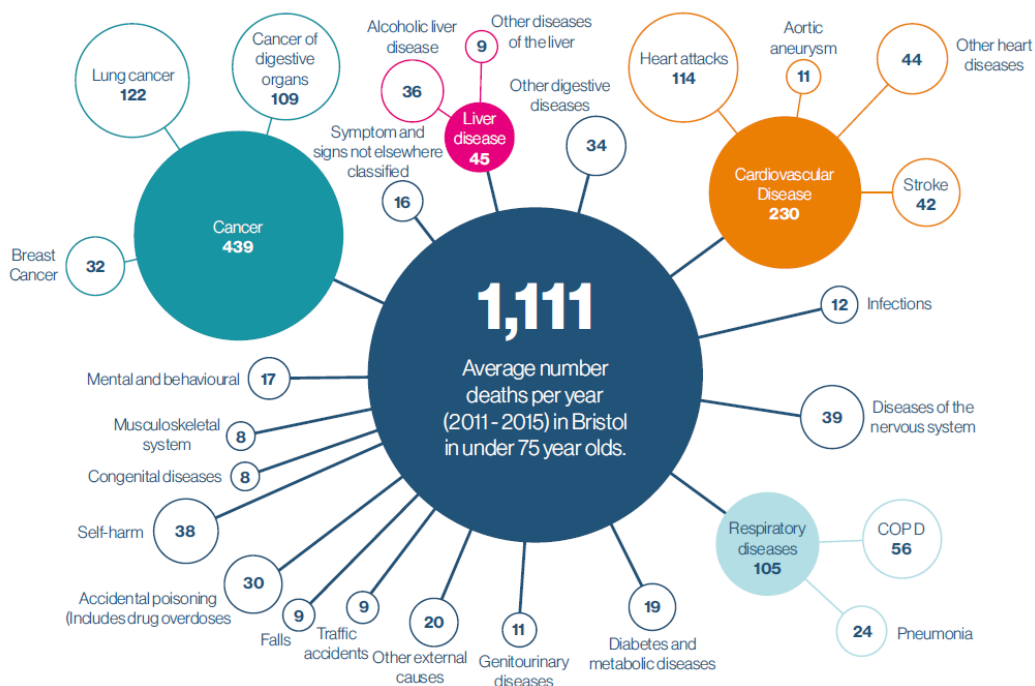 Lung cancer
122
Cancer of
digestive organs
109
Cancer
439
Breast
Cancer
32
Alcoholic liver
disease
36
9
Other diseases
of the liver
Liver
disease
45
Symptom and
signs not elsewhere
classified
16
Other digestive
diseases
34
Heart attacks
114
Aortic
aneurysm
11
44
Other heart
diseases
Cardiovascular
Disease
230
Stroke
42
12
Infections
39
Diseases of the
nervous system
1,111
Average number
deaths per year
(2011 - 2015) in Bristol
in under 75 year olds.
Mental and behavioural
17
Musculoskeletal
system
8
Congenital diseases
8
Self-harm
38
Accidental poisoning
(Includes drug overdoses
30
Falls
9
Traffic
accidents
9
Other external
causes
20
Genitourinary
diseases
11
Diabetes and
metabolic diseases
19
Respiratory
diseases
105
COPD
56
24
Pneumonia